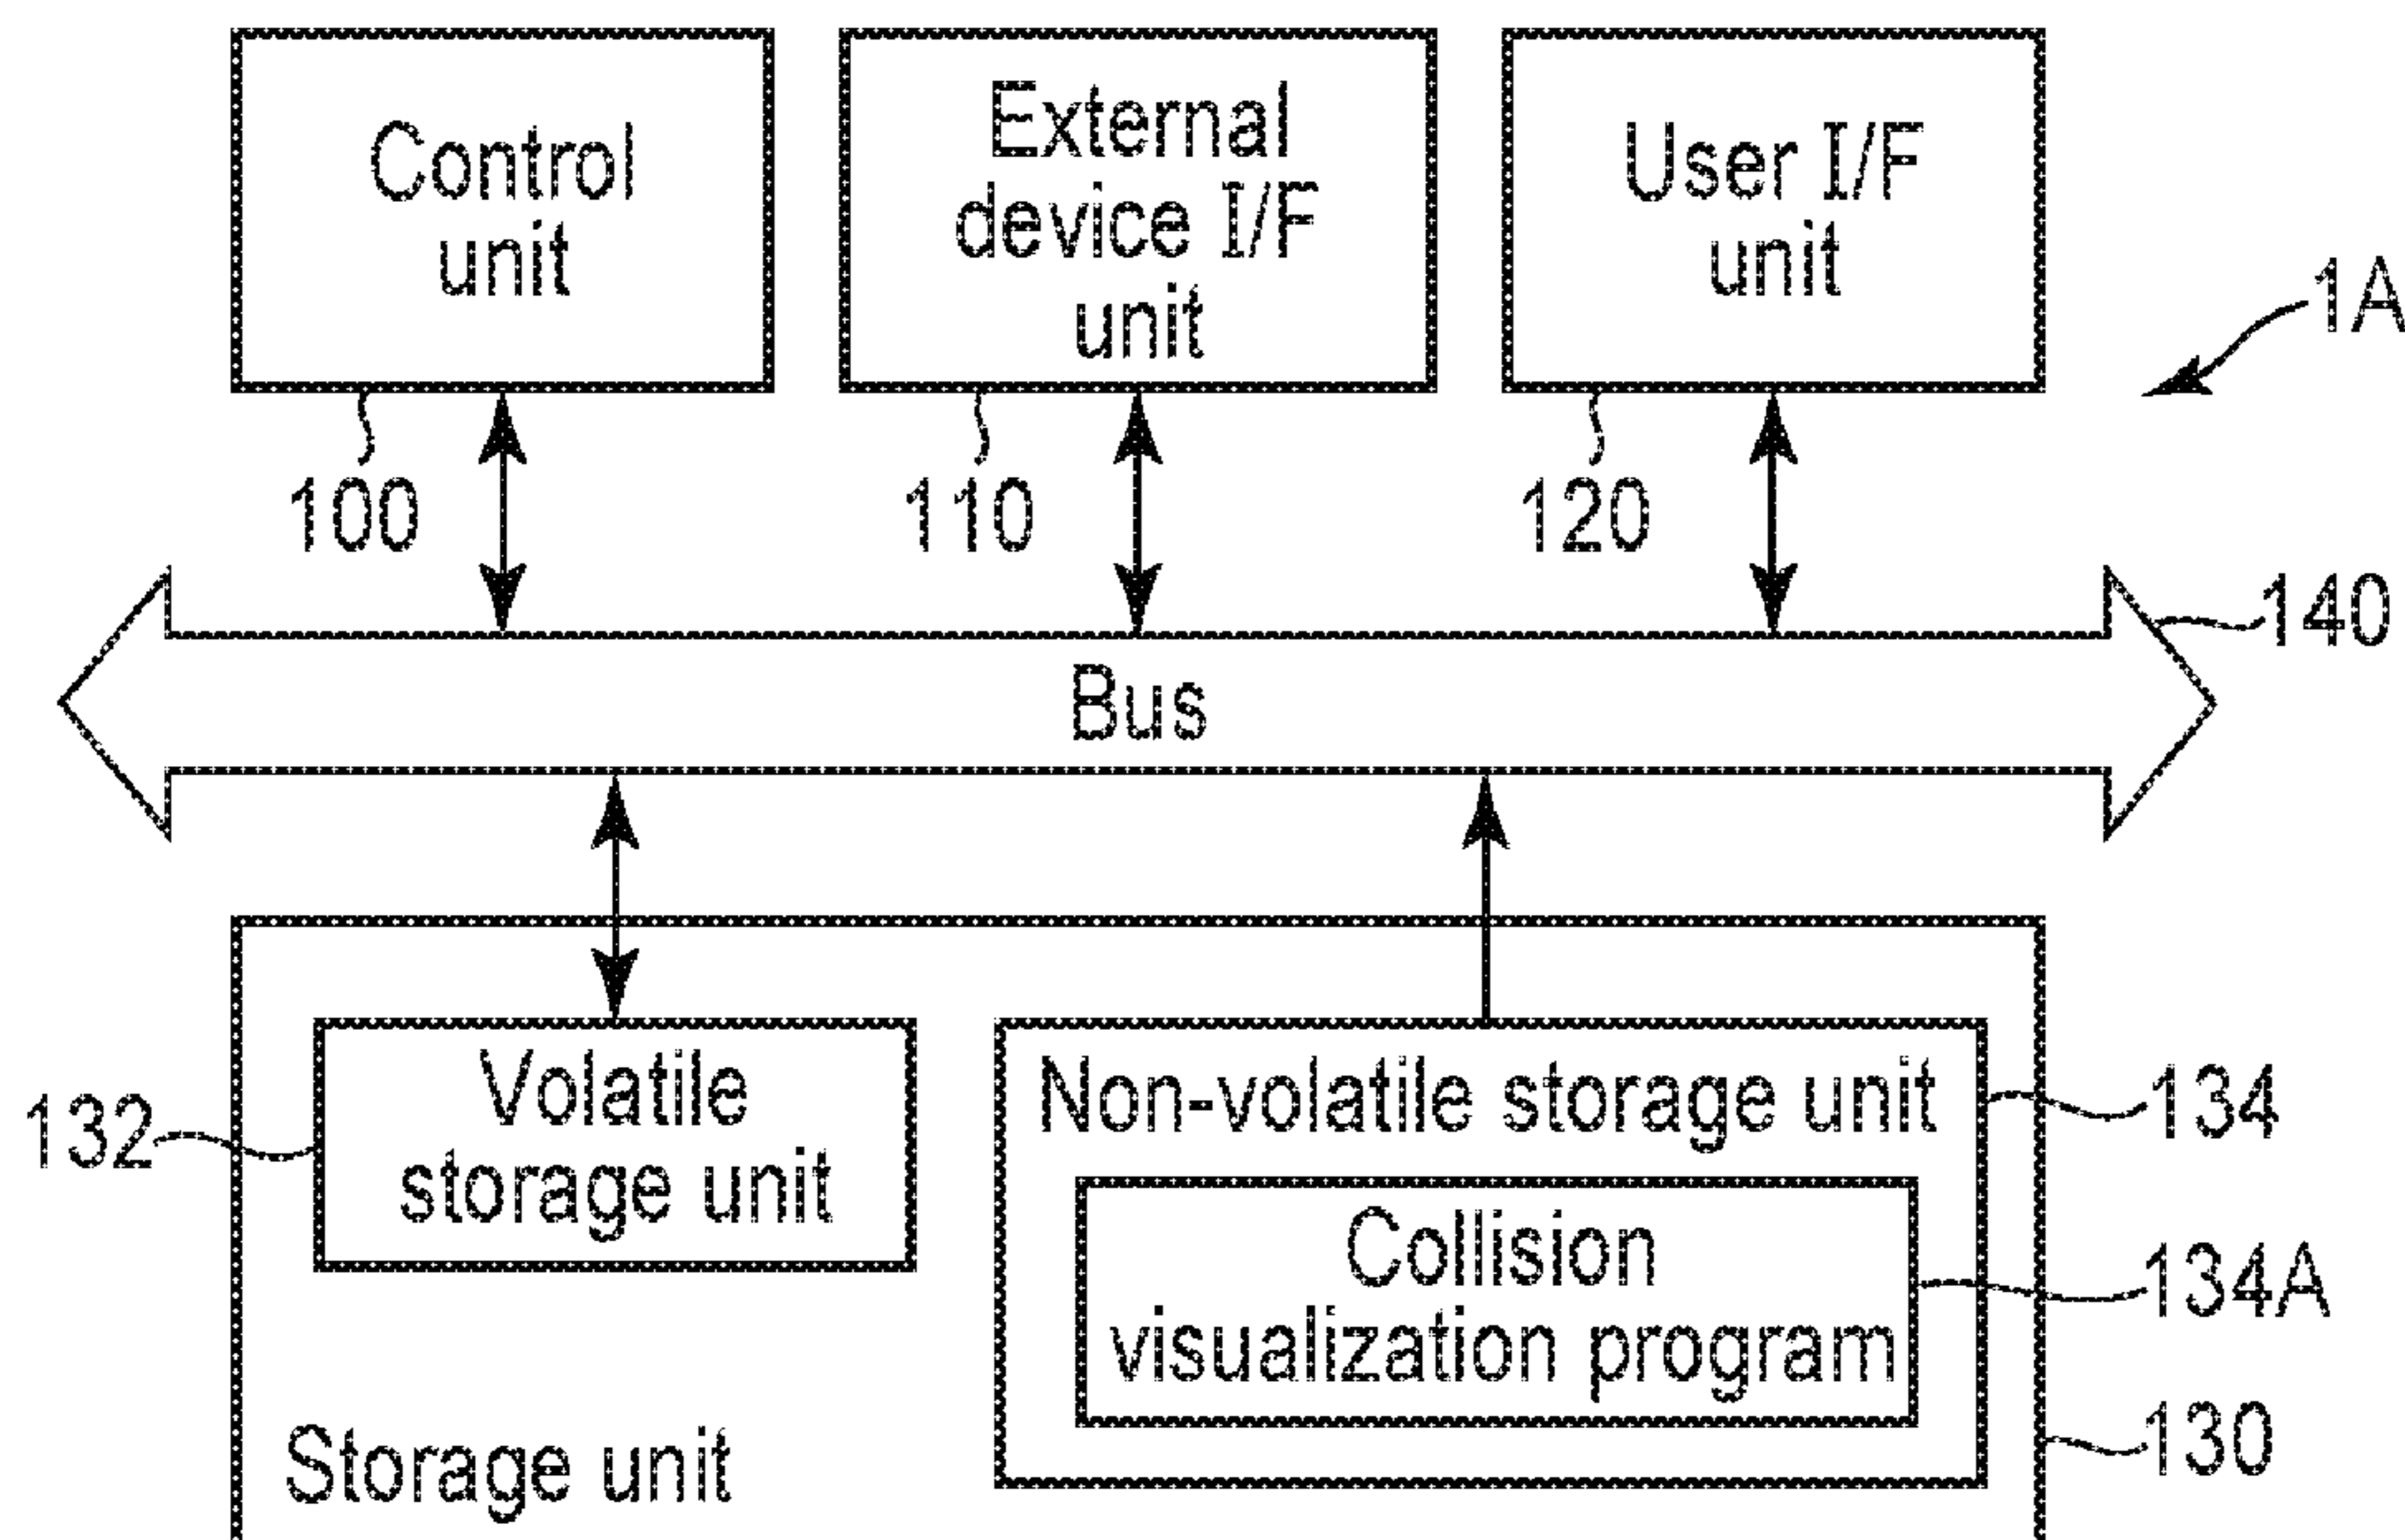 Control
unit
External
device I/F
unit
User I/F
unit
1A
100
110
120
140
Bus
132
Volatile
storage unit
Non-volatile storage unit
134
Collision
visualization program
134A
Storage unit
130